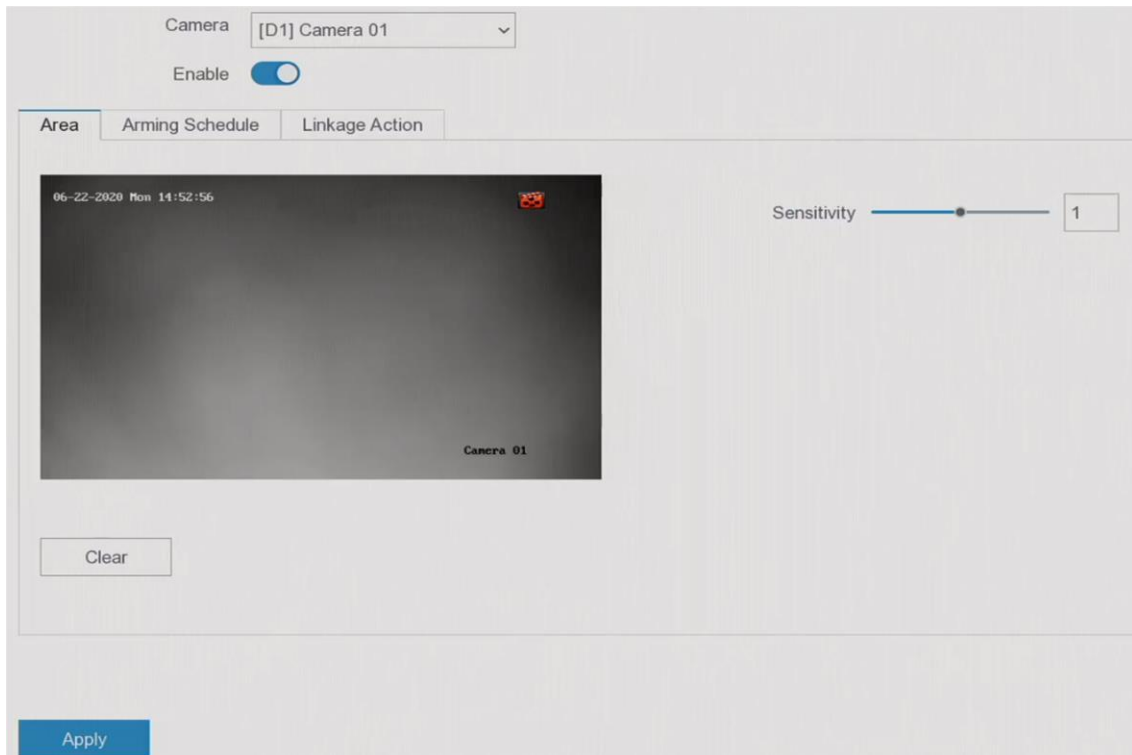 Camera [D1] Camera 01
Enable
Area Arming Schedule Linkage Action
06-22-2020 Mon 14:52:56
Sensitivity 1
Camera 01
Clear
Apply